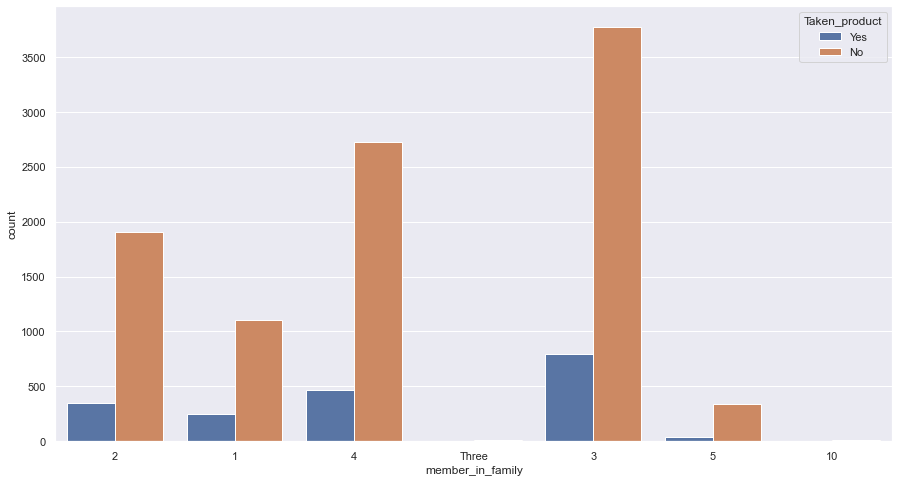 Taken_product
Yes
No
3500
3000
2500
2000
1500
1000
500
0
count
2 1 4 Three 3 5 10
member_in_family